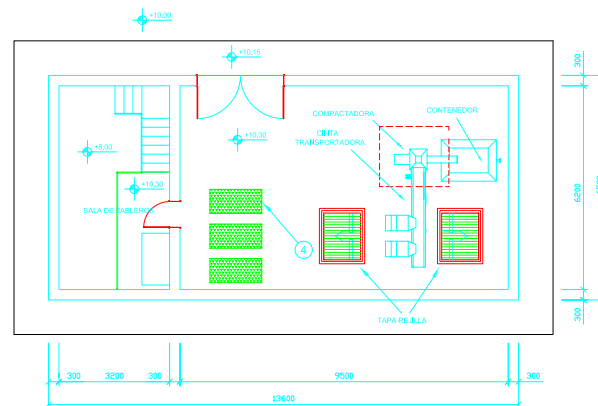 +10,00
+10,15
COMPACTADORA
CONTENEDOR
CINTA
TRANSPORTADORA
+10,30
+8,00
+10,30
SALA DE TABLEROS
4
TAPA REJILLA
300
6200
300
300
3200
300
9500
300
13600